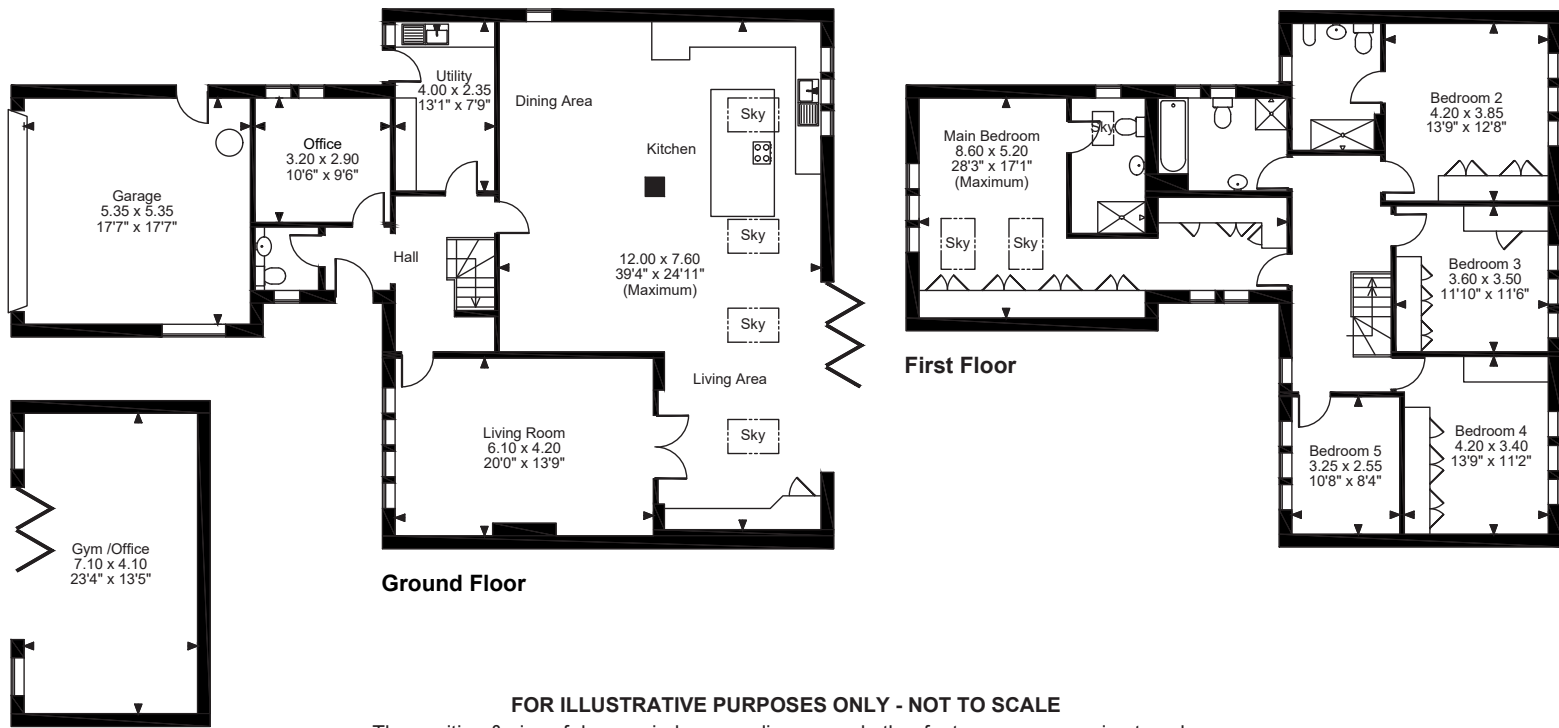 Utility
4.00 x 2.35
13'1" x 7'9"
Dining Area
Sky
Kitchen
Office
3.20 x 2.90
10'6" x 9'6"
Garage
5.35 x 5.35
17'7" x 17'7"
Hall
Sky
12.00 x 7.60
39'4" x 24'11"
(Maximum)
Sky
Living Area
Living Room
6.10 x 4.20
20'0" x 13'9"
Sky
Gym /Office
7.10 x 4.10
23'4" x 13'5"
Ground Floor
Main Bedroom
8.60 x 5.20
28'3" x 17'1"
(Maximum)
Sky
Sky
Sky
Bedroom 2
4.20 x 3.85
13'9" x 12'8"
Bedroom 3
3.60 x 3.50
11'10" x 11'6"
Bedroom 4
4.20 x 3.40
13'9" x 11'2"
Bedroom 5
3.25 x 2.55
10'8" x 8'4"
First Floor
FOR ILLUSTRATIVE PURPOSES ONLY - NOT TO SCALE